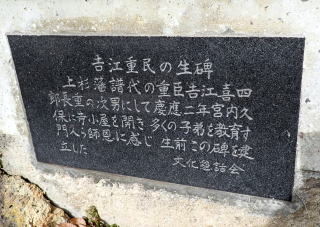 吉江重民の生碑
上杉藩譜代の重臣吉江喜四
郎長重の次男にして慶應二年宮内久
保に寺小屋を開き多くの子弟を教育す
門人ら師恩に感じ生前この碑を建
立した
文化懇話会